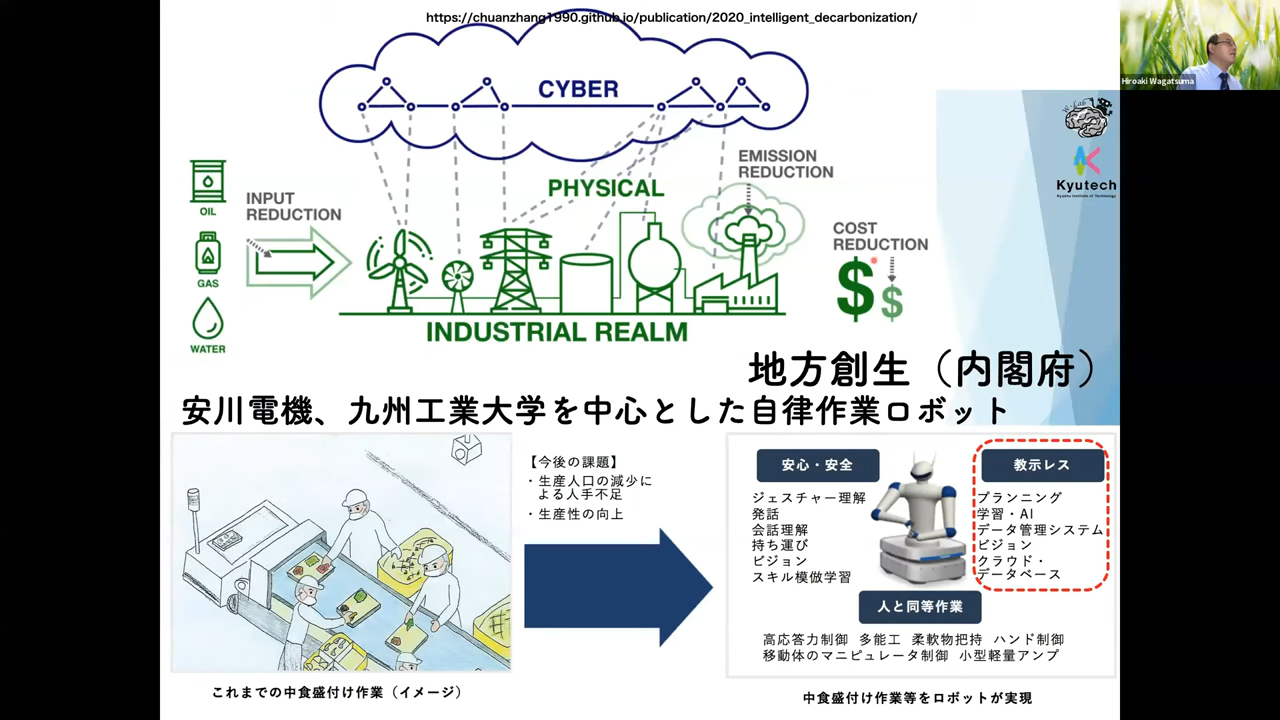 https://chuanzhang1990.github.io/publication/2020_intelligent_decarbonization/
Hiroaki Wagatsuma
CYBER
EMISSION
REDUCTION
PHYSICAL
OIL
INPUT
REDUCTION
GAS
COST
REDUCTION
$
$
WATER
INDUSTRIAL REALM
W-Lab
Kyutech
Kyushu Institute of Technology
地方創生（内閣府）
安川電機、九州工業大学を中心とした自律作業ロボット
【今後の課題】
・生産人口の減少に
よる人手不足
・生産性の向上
これまでの中食盛付け作業（イメージ）
安心・安全
ジェスチャー理解
発話
会話理解
持ち運び
ビジョン
スキル模倣学習
教示レス
プランニング
学習・AI
データ管理システム
ビジョン
クラウド・
データベース
人と同等作業
高応答力制御 多能工 柔軟物把持 ハンド制御
移動体のマニピュレータ制御 小型軽量アンプ
中食盛付け作業等をロボットが実現